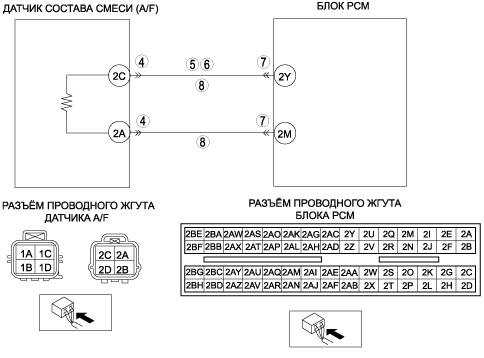 ДАТЧИК СОСТАВА СМЕСИ (A/F)
БЛОК PCM
4
5 6
7
2C
2Y
8
4
7
2A
2M
8
РАЗЪЁМ ПРОВОДНОГО ЖГУТА
ДАТЧИКА A/F
РАЗЪЁМ ПРОВОДНОГО ЖГУТА
БЛОКА PCM
1A 1C
1B 1D
2C 2A
2D 2B
2BE 2BA 2AW 2AS 2AO 2AK 2AG 2AC 2Y 2U 2Q 2M 2I 2E 2A
2BF 2BB 2AX 2AT 2AP 2AL 2AH 2AD 2Z 2V 2R 2N 2J 2F 2B
2BG 2BC 2AY 2AU 2AQ 2AM 2AI 2AE 2AA 2W 2S 2O 2K 2G 2C
2BH 2BD 2AZ 2AV 2AR 2AN 2AJ 2AF 2AB 2X 2T 2P 2L 2H 2D